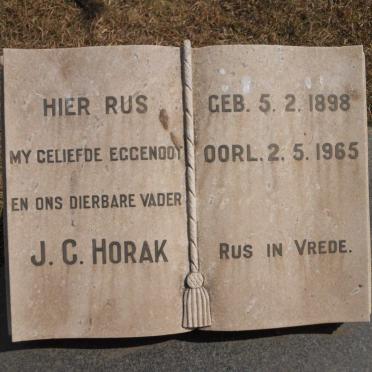 HIER RUS
MY GELIEFDE EGGENOOT
EN ONS DIERBARE VADER
J. C. HORAK
GEB. 5. 2. 1898
OORL. 2. 5. 1965
RUS IN VREDE.